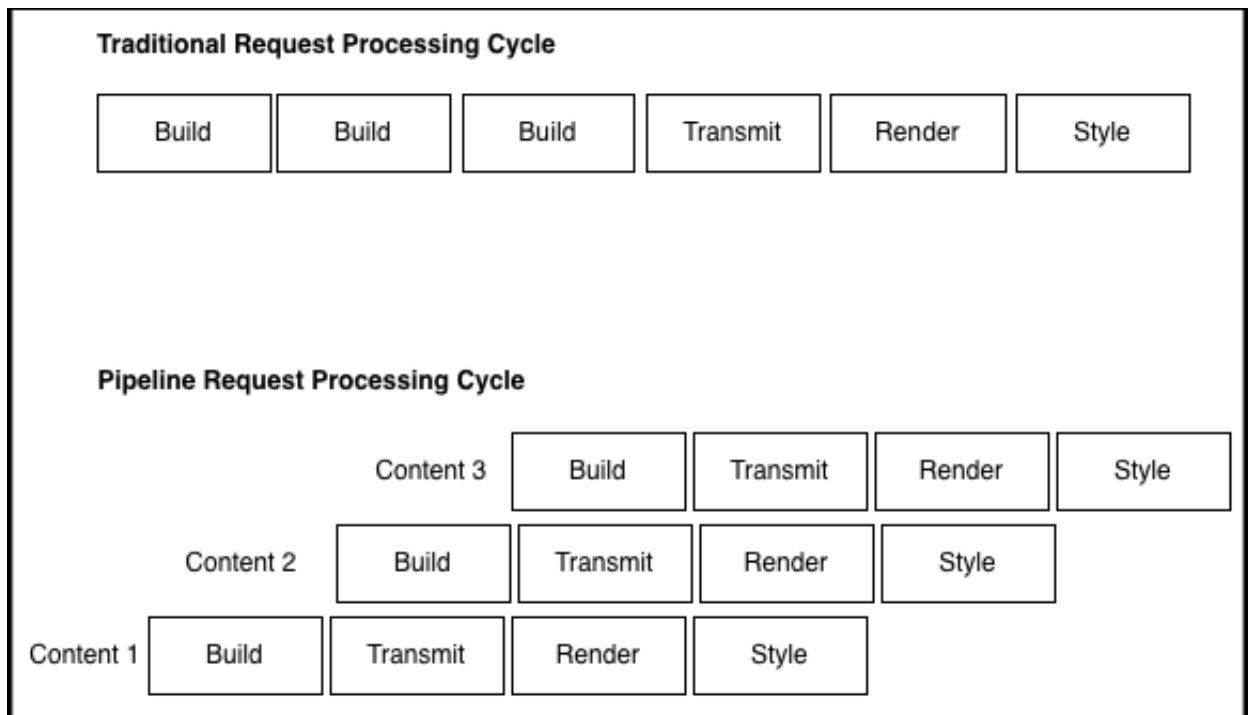 Traditional Request Processing Cycle
Build Build Build Transmit Render Style
Pipeline Request Processing Cycle
Content 3 Build Transmit Render Style
Content 2 Build Transmit Render Style
Content 1 Build Transmit Render Style